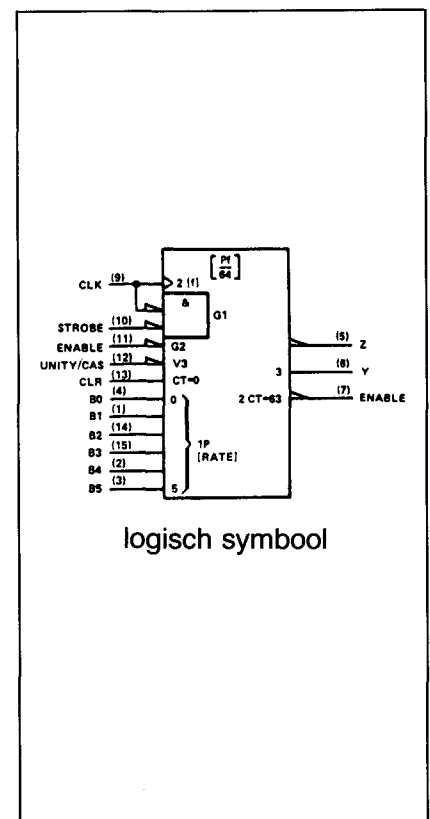 [Pf/64]
CLK (9) 2 (f)
&
G1
STROBE (10)
ENABLE (11) G2
UNITY/CAS (12) V3
CLR (13) CT=0
B0 (4) 0
B1 (1)
B2 (14)
B3 (15)
B4 (2)
B5 (3) 5
1P
[RATE]
(5) Z
3 (6) Y
2 CT=63 (7) ENABLE
logisch symbool